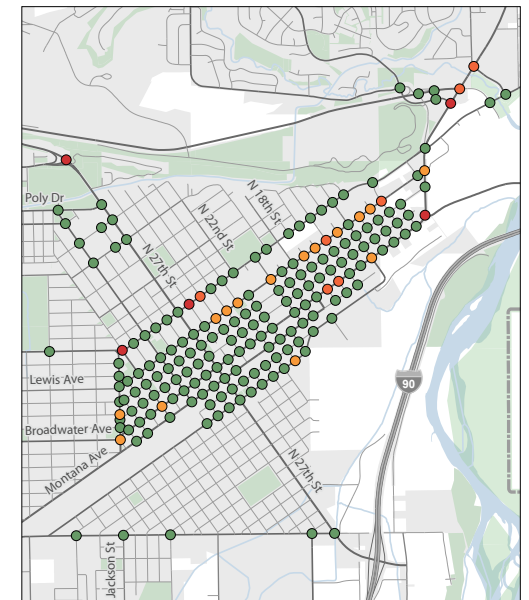 Poly Dr
N 18th St
N 22nd St
N 27th St
Lewis Ave
90
Broadwater Ave
Montana Ave
N 27th St
Jackson St